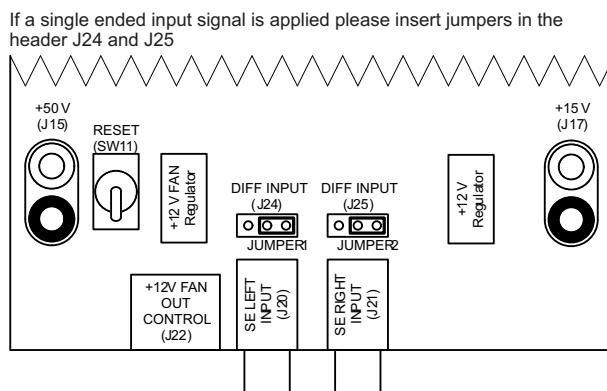 If a single ended input signal is applied please insert jumpers in the
header J24 and J25
+50 V
(J15)
RESET
(SW11)
+12 V FAN
Regulator
DIFF INPUT
(J24)
JUMPER1
DIFF INPUT
(J25)
JUMPER2
+12 V
Regulator
+15 V
(J17)
+12V FAN
OUT
CONTROL
(J22)
SE LEFT
INPUT
(J20)
SE RIGHT
INPUT
(J21)